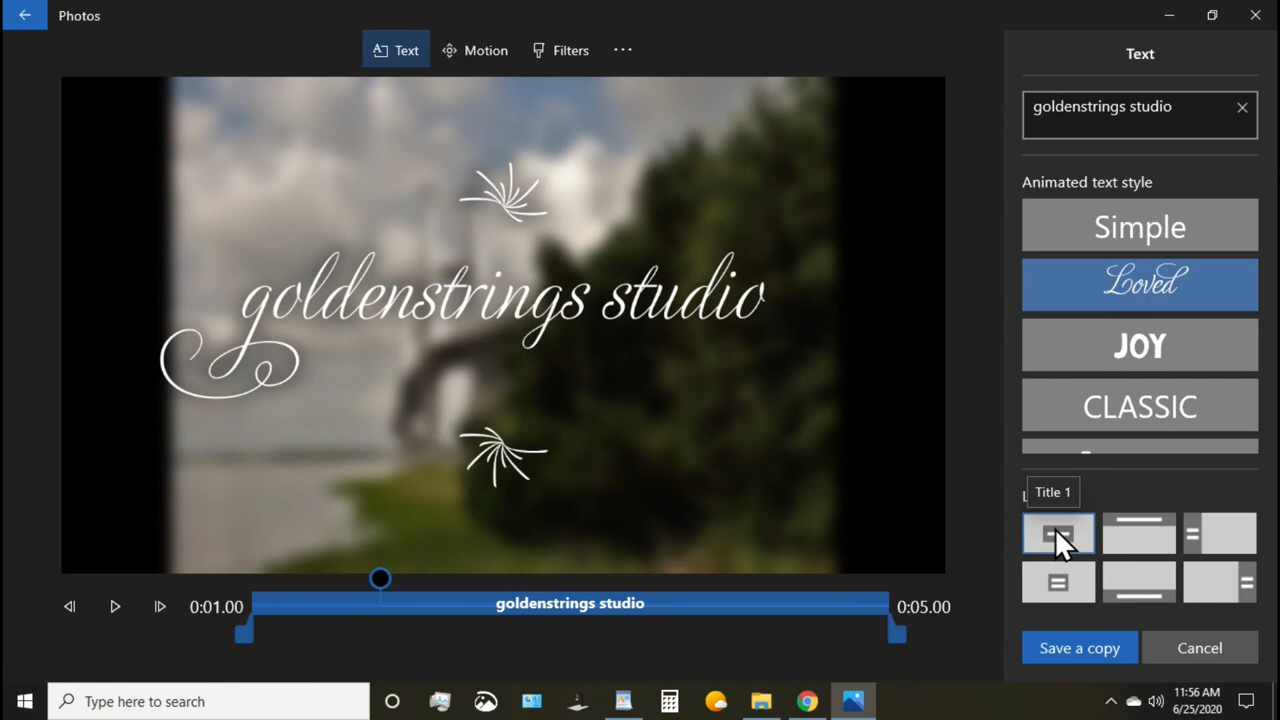 Photos
Text
Motion
Filters
Text
goldenstrings studio
Animated text style
Simple
Loved
JOY
CLASSIC
goldenstrings studio
Title 1
0:01.00
goldenstrings studio
0:05.00
Save a copy
Cancel
Type here to search
11:56 AM
6/25/2020